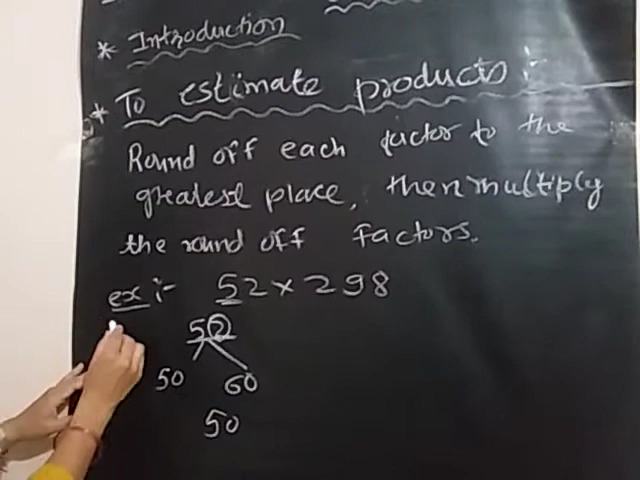 * Introduction
* To estimate products :-
Round off each factor to the
greatest place, then multiply
the round off factors.
ex :- 52 × 298
52
50 60
50